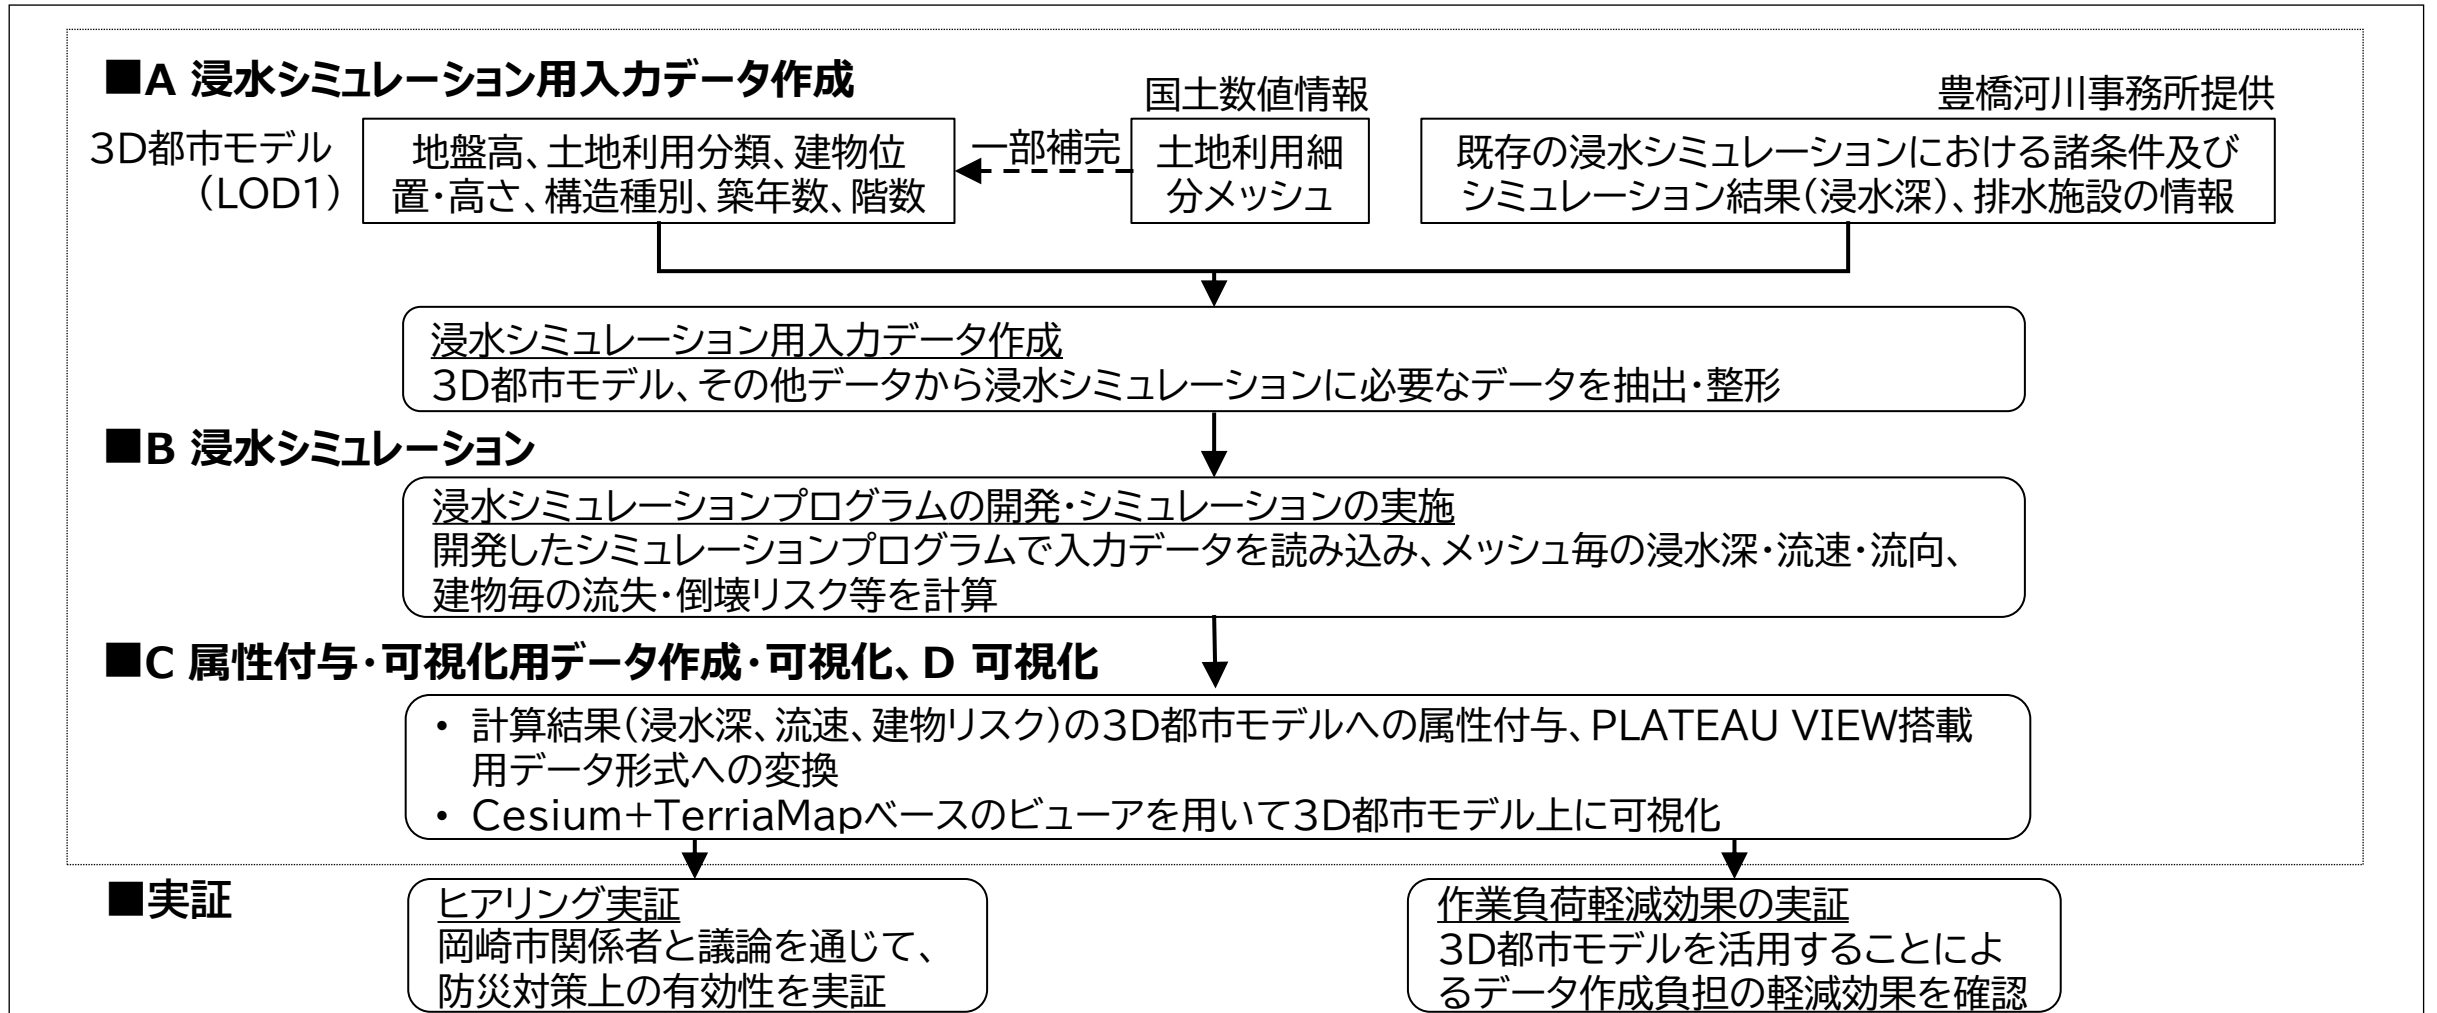 ■A 浸水シミュレーション用入力データ作成
国土数値情報
豊橋河川事務所提供
3D都市モデル
（LOD1）
地盤高、土地利用分類、建物位
置・高さ、構造種別、築年数、階数
一部補完
土地利用細
分メッシュ
既存の浸水シミュレーションにおける諸条件及び
シミュレーション結果（浸水深）、排水施設の情報
浸水シミュレーション用入力データ作成
3D都市モデル、その他データから浸水シミュレーションに必要なデータを抽出・整形
■B 浸水シミュレーション
浸水シミュレーションプログラムの開発・シミュレーションの実施
開発したシミュレーションプログラムで入力データを読み込み、メッシュ毎の浸水深・流速・流向、
建物毎の流失・倒壊リスク等を計算
■C 属性付与・可視化用データ作成・可視化、D 可視化
• 計算結果（浸水深、流速、建物リスク）の3D都市モデルへの属性付与、PLATEAU VIEW搭載
用データ形式への変換
• Cesium+TerriaMapベースのビューアを用いて3D都市モデル上に可視化
■実証
ヒアリング実証
岡崎市関係者と議論を通じて、
防災対策上の有効性を実証
作業負荷軽減効果の実証
3D都市モデルを活用することによ
るデータ作成負担の軽減効果を確認